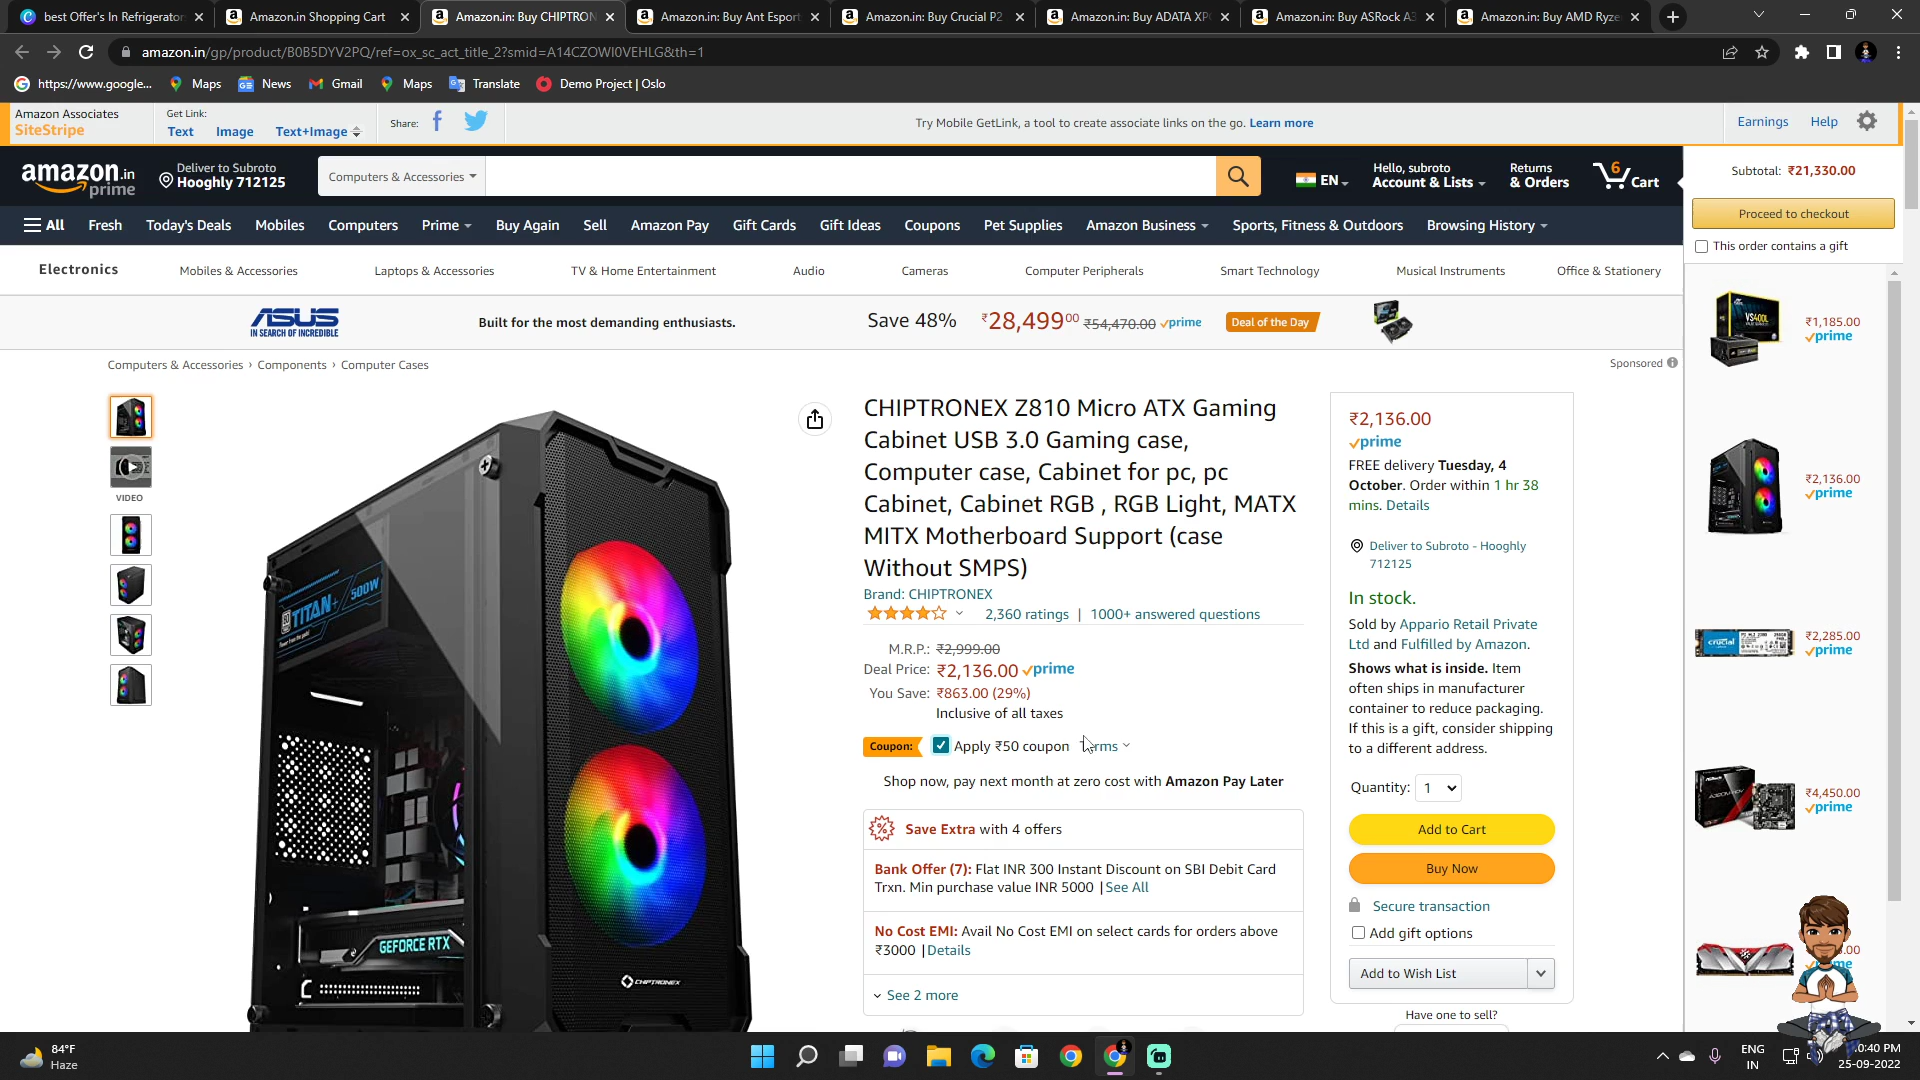 best Offer's In Refrigerator
Amazon.in Shopping Cart
Amazon.in: Buy CHIPTRON
Amazon.in: Buy Ant Esport
Amazon.in: Buy Crucial P2
Amazon.in: Buy ADATA XP
Amazon.in: Buy ASRock A3
Amazon.in: Buy AMD Ryze
amazon.in/gp/product/B0B5DYV2PQ/ref=ox_sc_act_title_2?smid=A14CZOWI0VEHLG&th=1
https://www.google...
Maps
News
Gmail
Maps
Translate
Demo Project | Oslo
Amazon Associates
SiteStripe
Get Link:
Text
Image
Text+Image
Share:
Try Mobile GetLink, a tool to create associate links on the go. Learn more
Earnings
Help
amazon.in
prime
Deliver to Subroto
Hooghly 712125
Computers & Accessories
EN
Hello, subroto
Account & Lists
Returns
& Orders
6
Cart
Subtotal: ₹21,330.00
Proceed to checkout
This order contains a gift
All
Fresh
Today's Deals
Mobiles
Computers
Prime
Buy Again
Sell
Amazon Pay
Gift Cards
Gift Ideas
Coupons
Pet Supplies
Amazon Business
Sports, Fitness & Outdoors
Browsing History
Electronics
Mobiles & Accessories
Laptops & Accessories
TV & Home Entertainment
Audio
Cameras
Computer Peripherals
Smart Technology
Musical Instruments
Office & Stationery
ASUS
IN SEARCH OF INCREDIBLE
Built for the most demanding enthusiasts.
Save 48%
₹28,49900
₹54,470.00
prime
Deal of the Day
Computers & Accessories › Components › Computer Cases
Sponsored
VIDEO
TITAN+ 500W
GEFORCE RTX
CHIPTRONEX
CHIPTRONEX Z810 Micro ATX Gaming
Cabinet USB 3.0 Gaming case,
Computer case, Cabinet for pc, pc
Cabinet, Cabinet RGB , RGB Light, MATX
MITX Motherboard Support (case
Without SMPS)
Brand: CHIPTRONEX
2,360 ratings | 1000+ answered questions
M.R.P.: ₹2,999.00
Deal Price: ₹2,136.00 prime
You Save: ₹863.00 (29%)
Inclusive of all taxes
Coupon:
Apply ₹50 coupon
Shop now, pay next month at zero cost with Amazon Pay Later
Save Extra with 4 offers
Bank Offer (7): Flat INR 300 Instant Discount on SBI Debit Card
Trxn. Min purchase value INR 5000 | See All
No Cost EMI: Avail No Cost EMI on select cards for orders above
₹3000 | Details
See 2 more
₹2,136.00
prime
FREE delivery Tuesday, 4
October. Order within 1 hr 38
mins. Details
Deliver to Subroto - Hooghly
712125
In stock.
Sold by Appario Retail Private
Ltd and Fulfilled by Amazon.
Shows what is inside. Item
often ships in manufacturer
container to reduce packaging.
If this is a gift, consider shipping
to a different address.
Quantity: 1
Add to Cart
Buy Now
Secure transaction
Add gift options
Add to Wish List
Have one to sell?
VS400L
₹1,185.00
prime
₹2,136.00
prime
crucial
₹2,285.00
prime
₹4,450.00
prime
84°F
Haze
ENG
IN
25-09-2022